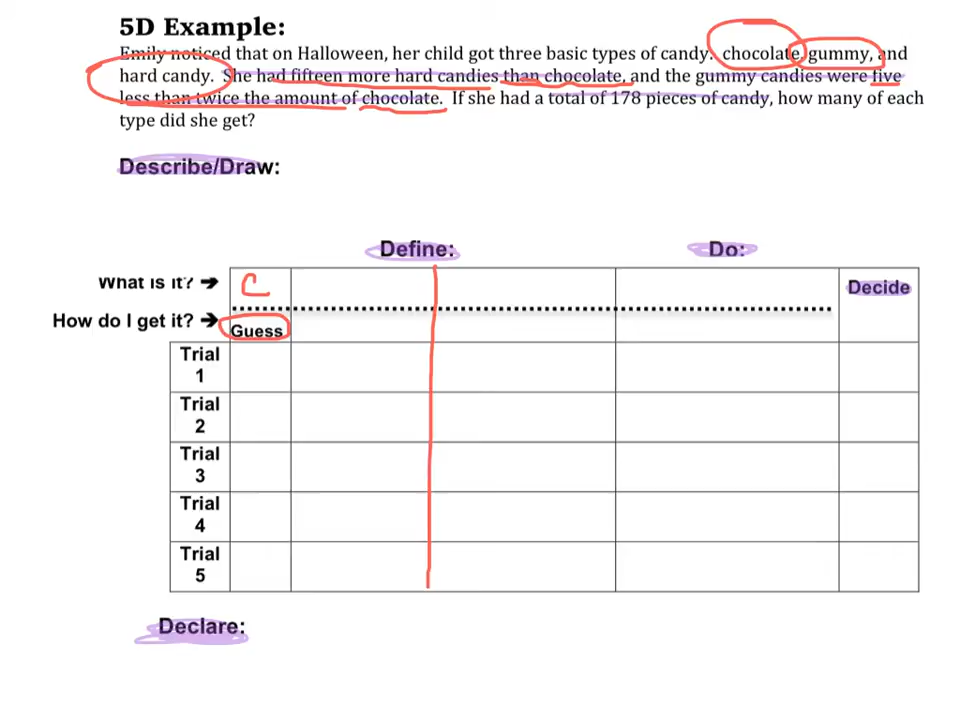 5D Example:
Emily noticed that on Halloween, her child got three basic types of candy: chocolate, gummy, and
hard candy. She had fifteen more hard candies than chocolate, and the gummy candies were five
less than twice the amount of chocolate. If she had a total of 178 pieces of candy, how many of each
type did she get?
Describe/Draw:
Define: Do:
What is it? → C Decide
How do I get it? → Guess
Trial
1
Trial
2
Trial
3
Trial
4
Trial
5
Declare: